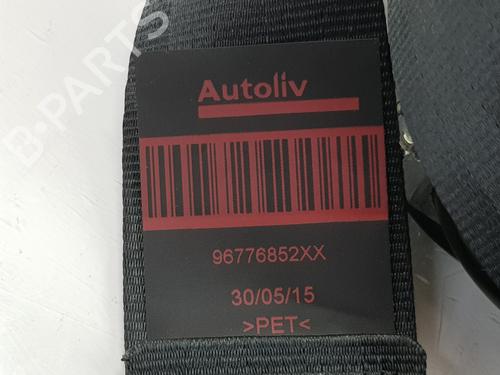 B-PARTS
Autoliv
96776852XX
30/05/15
>PET<